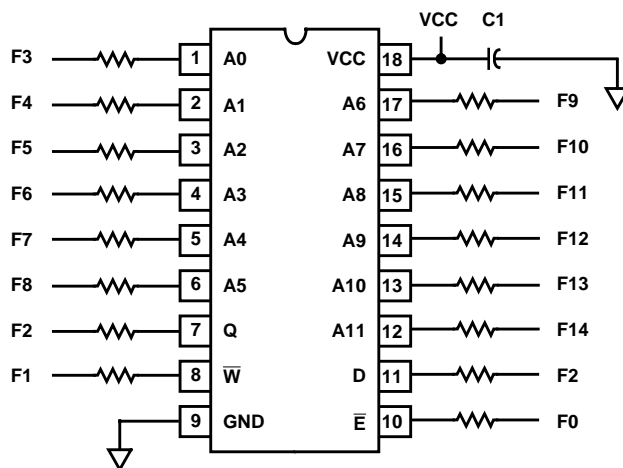 VCC C1
F3 1 A0 VCC 18
F4 2 A1 A6 17 F9
F5 3 A2 A7 16 F10
F6 4 A3 A8 15 F11
F7 5 A4 A9 14 F12
F8 6 A5 A10 13 F13
F2 7 Q A11 12 F14
F1 8 W̅ D 11 F2
9 GND E̅ 10 F0